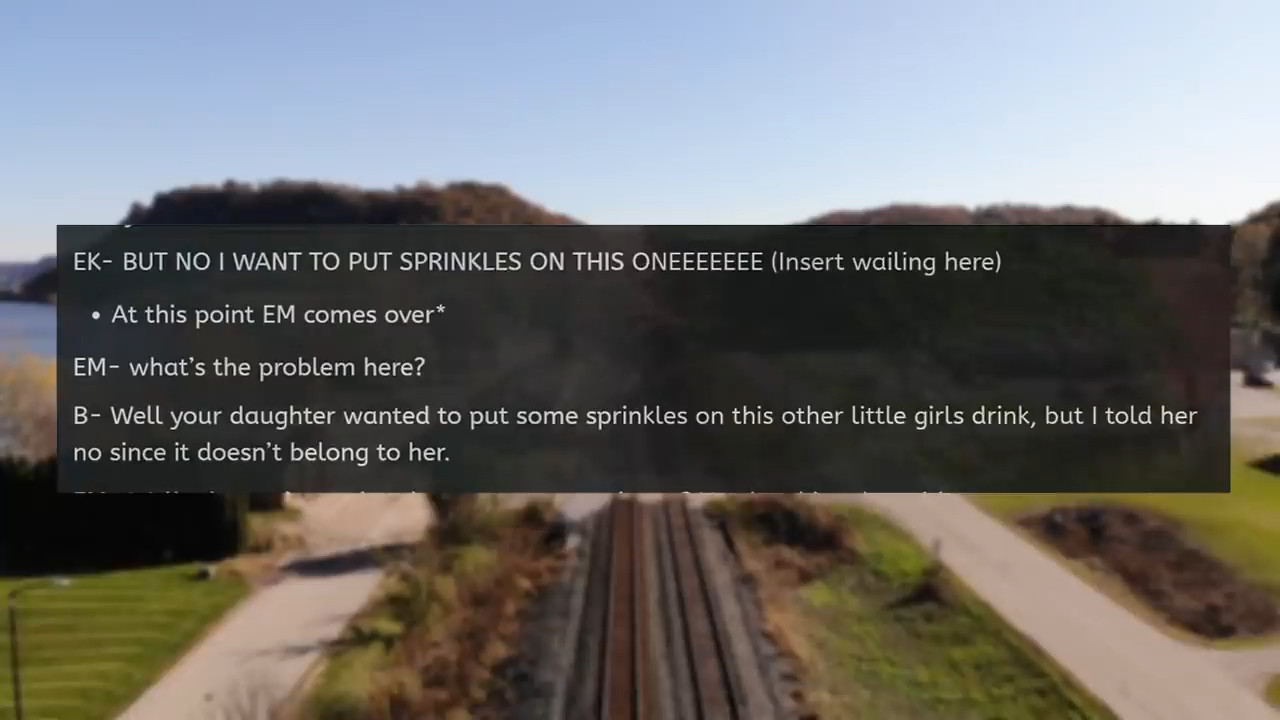 EK- BUT NO I WANT TO PUT SPRINKLES ON THIS ONEEEEEEE (Insert wailing here)
• At this point EM comes over*
EM- what’s the problem here?
B- Well your daughter wanted to put some sprinkles on this other little girls drink, but I told her
no since it doesn’t belong to her.